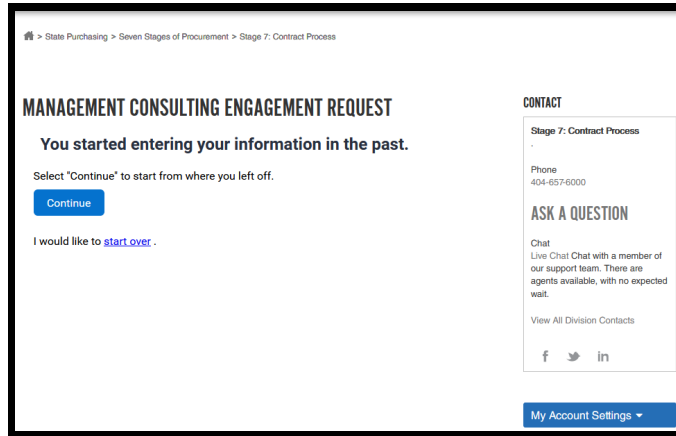 > State Purchasing > Seven Stages of Procurement > Stage 7: Contract Process
MANAGEMENT CONSULTING ENGAGEMENT REQUEST
You started entering your information in the past.
Select "Continue" to start from where you left off.
Continue
I would like to start over .
CONTACT
Stage 7: Contract Process
.
Phone
404-657-6000
ASK A QUESTION
Chat
Live Chat Chat with a member of
our support team. There are
agents available, with no expected
wait.
View All Division Contacts
My Account Settings